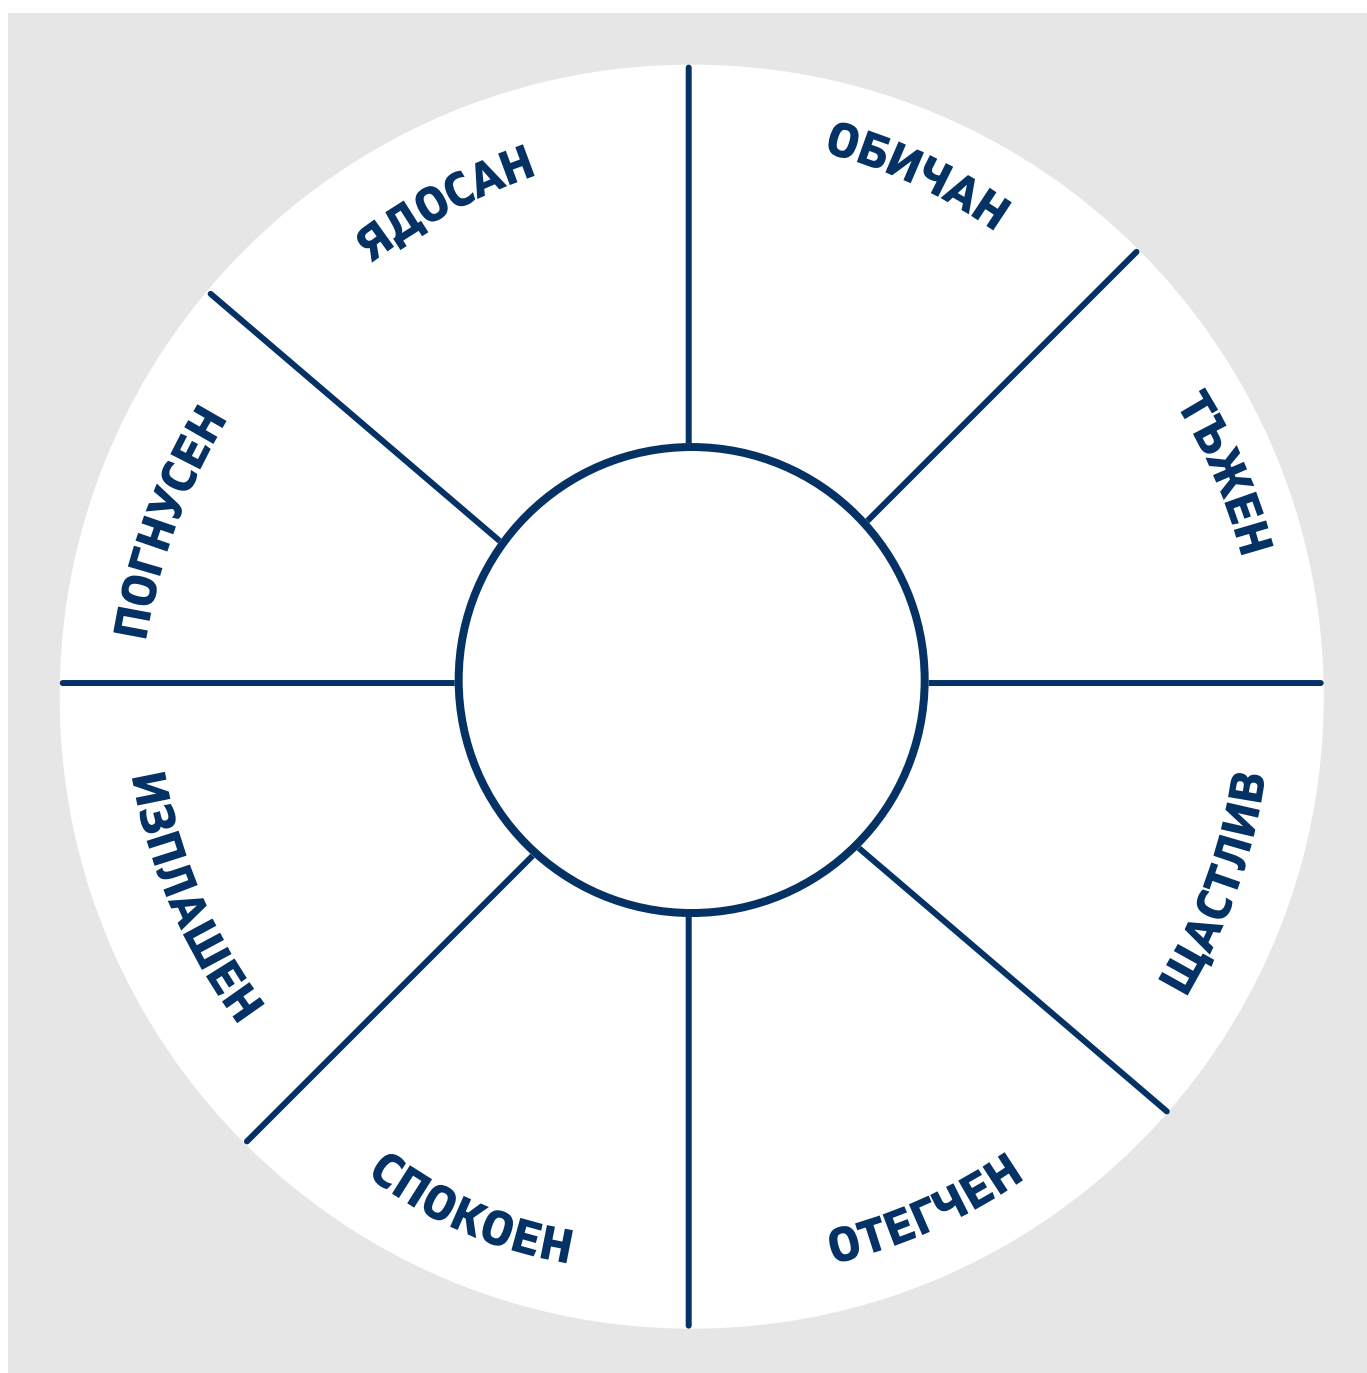 ОБИЧАН
ТЪЖЕН
ЩАСТЛИВ
ОТЕГЧЕН
СПОКОЕН
ИЗПЛАШЕН
ПОГНУСЕН
ЯДОСАН